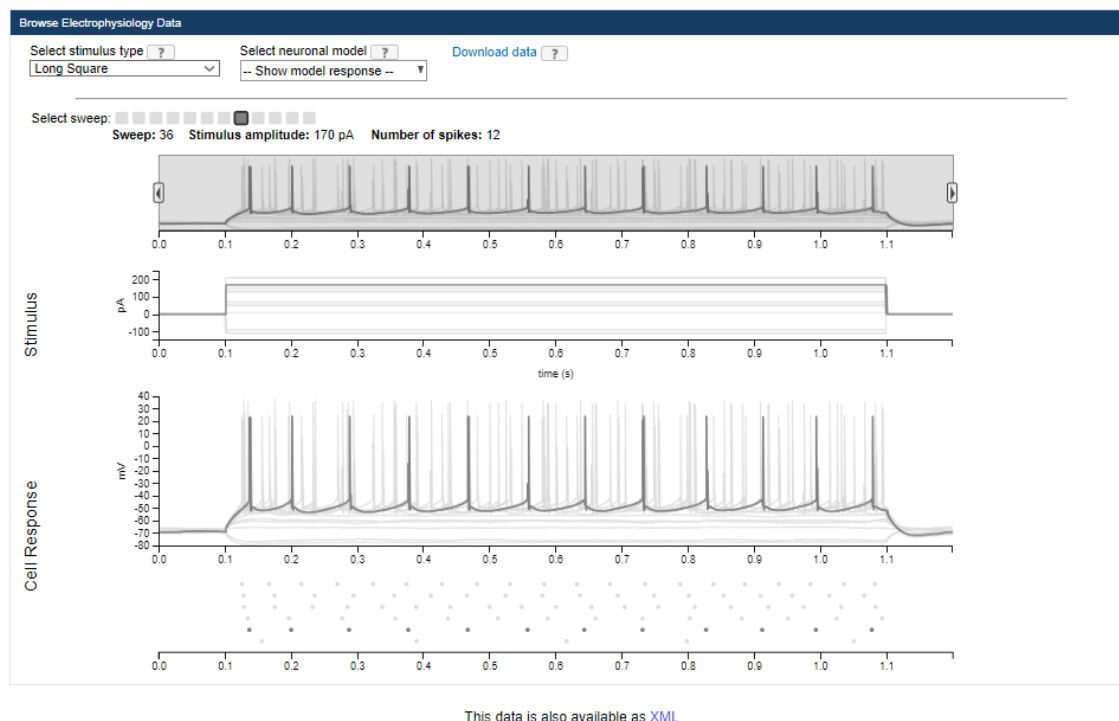 Browse Electrophysiology Data
Select stimulus type ? Select neuronal model ? Download data ?
Long Square -- Show model response --
Select sweep:
Sweep: 36 Stimulus amplitude: 170 pA Number of spikes: 12
0.0 0.1 0.2 0.3 0.4 0.5 0.6 0.7 0.8 0.9 1.0 1.1
Stimulus
pA
200
100
0
-100
0.0 0.1 0.2 0.3 0.4 0.5 0.6 0.7 0.8 0.9 1.0 1.1
time (s)
Cell Response
mV
40
30
20
10
0
-10
-20
-30
-40
-50
-60
-70
-80
0.0 0.1 0.2 0.3 0.4 0.5 0.6 0.7 0.8 0.9 1.0 1.1
0.0 0.1 0.2 0.3 0.4 0.5 0.6 0.7 0.8 0.9 1.0 1.1
This data is also available as XML